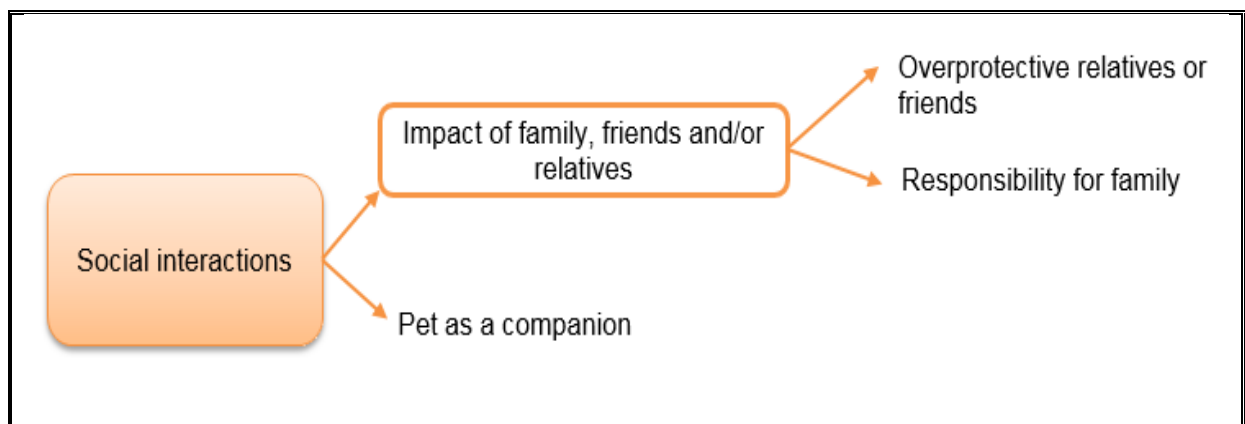 Social interactions
Impact of family, friends and/or
relatives
Overprotective relatives or
friends
Responsibility for family
Pet as a companion